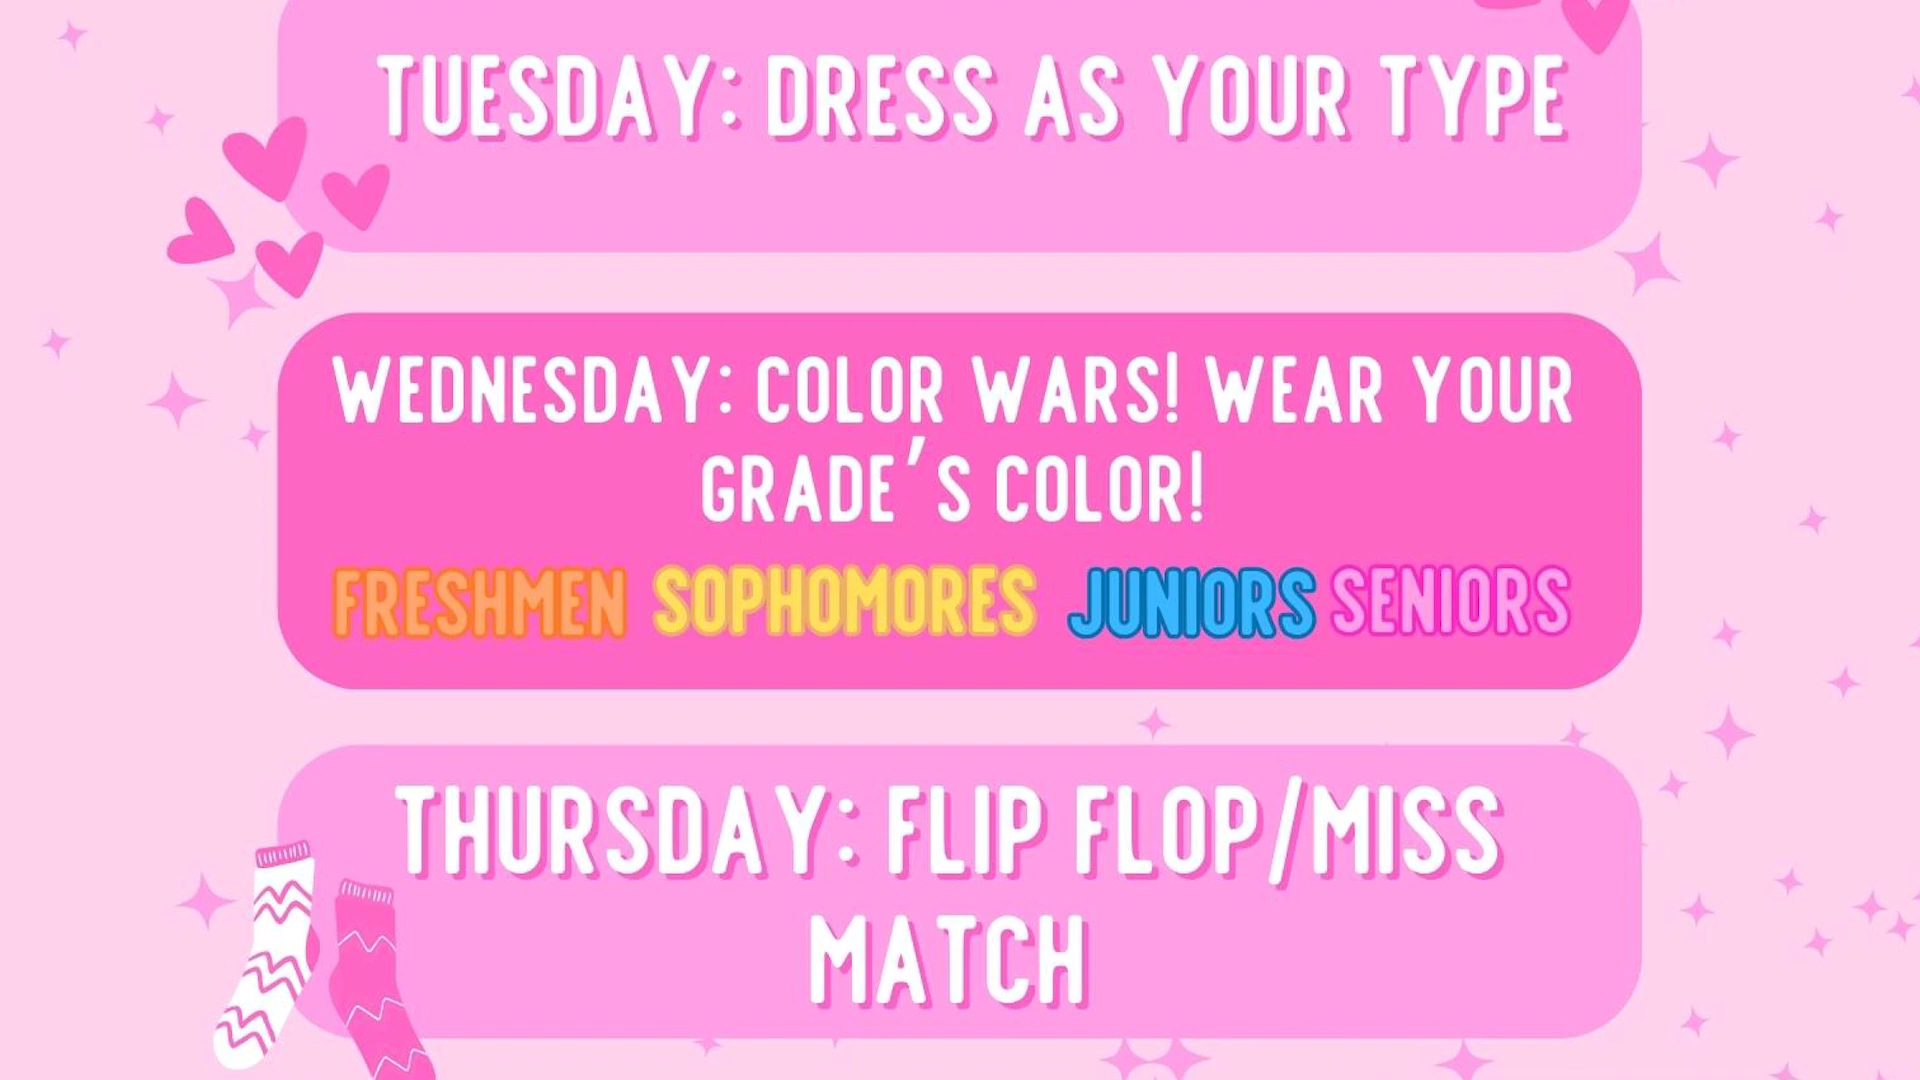 TUESDAY: DRESS AS YOUR TYPE
WEDNESDAY: COLOR WARS! WEAR YOUR
GRADE'S COLOR!
FRESHMEN SOPHOMORES JUNIORS SENIORS
THURSDAY: FLIP FLOP/MISS
MATCH